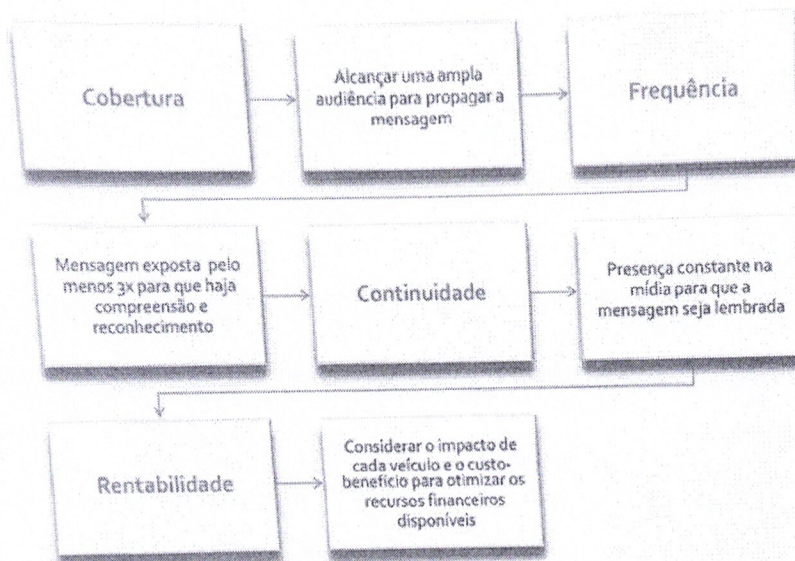 Cobertura
Alcançar uma ampla
audiência para propagar a
mensagem
Frequência
Mensagem exposta pelo
menos 3x para que haja
compreensão e
reconhecimento
Continuidade
Presença constante na
mídia para que a
mensagem seja lembrada
Rentabilidade
Considerar o impacto de
cada veículo e o custo-
benefício para otimizar os
recursos financeiros
disponíveis